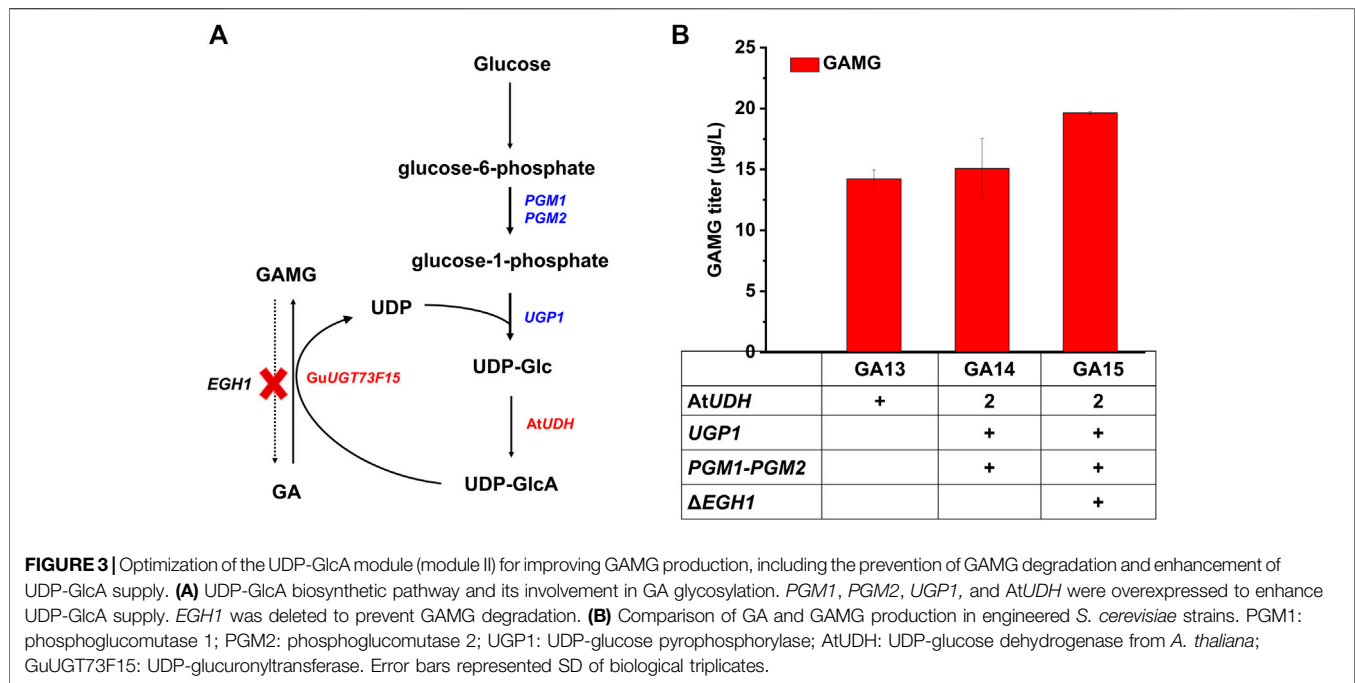 A
Glucose
glucose-6-phosphate
PGM1
PGM2
glucose-1-phosphate
GAMG
UDP
UGP1
UDP-Glc
EGH1
GuUGT73F15
AtUDH
GA
UDP-GlcA
B
GAMG
GAMG titer (µg/L)
25
20
15
10
5
0
GA13 GA14 GA15
AtUDH + 2 2
UGP1 + +
PGM1-PGM2 + +
ΔEGH1 +
FIGURE 3 | Optimization of the UDP-GlcA module (module II) for improving GAMG production, including the prevention of GAMG degradation and enhancement of
UDP-GlcA supply. (A) UDP-GlcA biosynthetic pathway and its involvement in GA glycosylation. PGM1, PGM2, UGP1, and AtUDH were overexpressed to enhance
UDP-GlcA supply. EGH1 was deleted to prevent GAMG degradation. (B) Comparison of GA and GAMG production in engineered S. cerevisiae strains. PGM1:
phosphoglucomutase 1; PGM2: phosphoglucomutase 2; UGP1: UDP-glucose pyrophosphorylase; AtUDH: UDP-glucose dehydrogenase from A. thaliana;
GuUGT73F15: UDP-glucuronyltransferase. Error bars represented SD of biological triplicates.